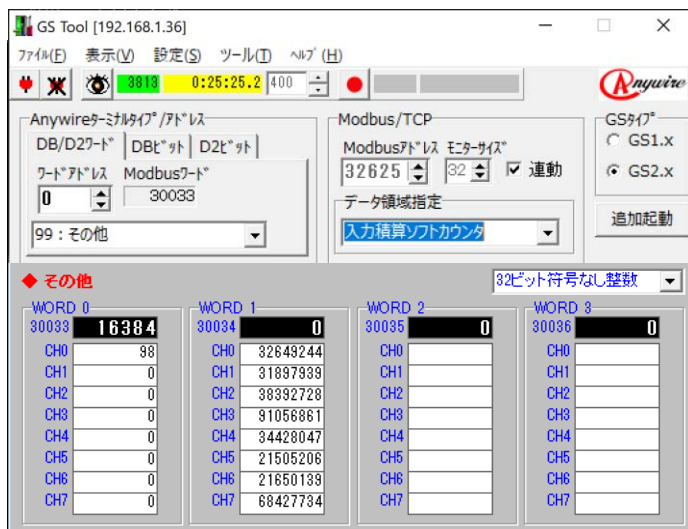 GS Tool [192.168.1.36]
ファイル(F) 表示(V) 設定(S) ツール(T) ヘルプ(H)
3813 0:25:25.2 400
Anywire
Anywireターミナルタイプ/アドレス
DB/D2ワード DBビット D2ビット
ワードアドレス Modbusワード
0 30033
99 : その他
Modbus/TCP
Modbusアドレス モニターサイズ
32625 32 連動
データ領域指定
入力積算ソフトカウンタ
GSタイプ
GS1.x
GS2.x
追加起動
◆ その他
32ビット符号なし整数
WORD 0
30033 16384
CH0 98
CH1 0
CH2 0
CH3 0
CH4 0
CH5 0
CH6 0
CH7 0
WORD 1
30034 0
CH0 32649244
CH1 31897939
CH2 38392728
CH3 91056861
CH4 34428047
CH5 21505206
CH6 21650139
CH7 68427734
WORD 2
30035 0
CH0
CH1
CH2
CH3
CH4
CH5
CH6
CH7
WORD 3
30036 0
CH0
CH1
CH2
CH3
CH4
CH5
CH6
CH7